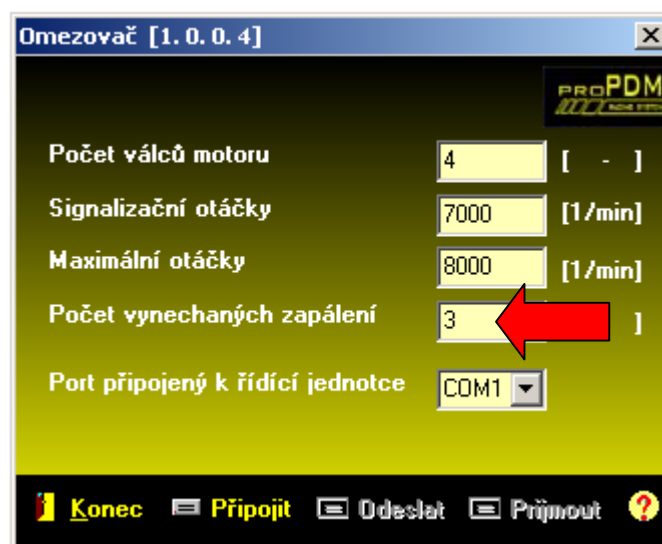 Omezovač [1.0.0.4]
PROPDM
Počet válců motoru 4 [ - ]
Signalizační otáčky 7000 [1/min]
Maximální otáčky 8000 [1/min]
Počet vynechaných zapálení 3 ]
Port připojený k řídící jednotce COM1
Konec Připojit Odeslat Prijmout ?